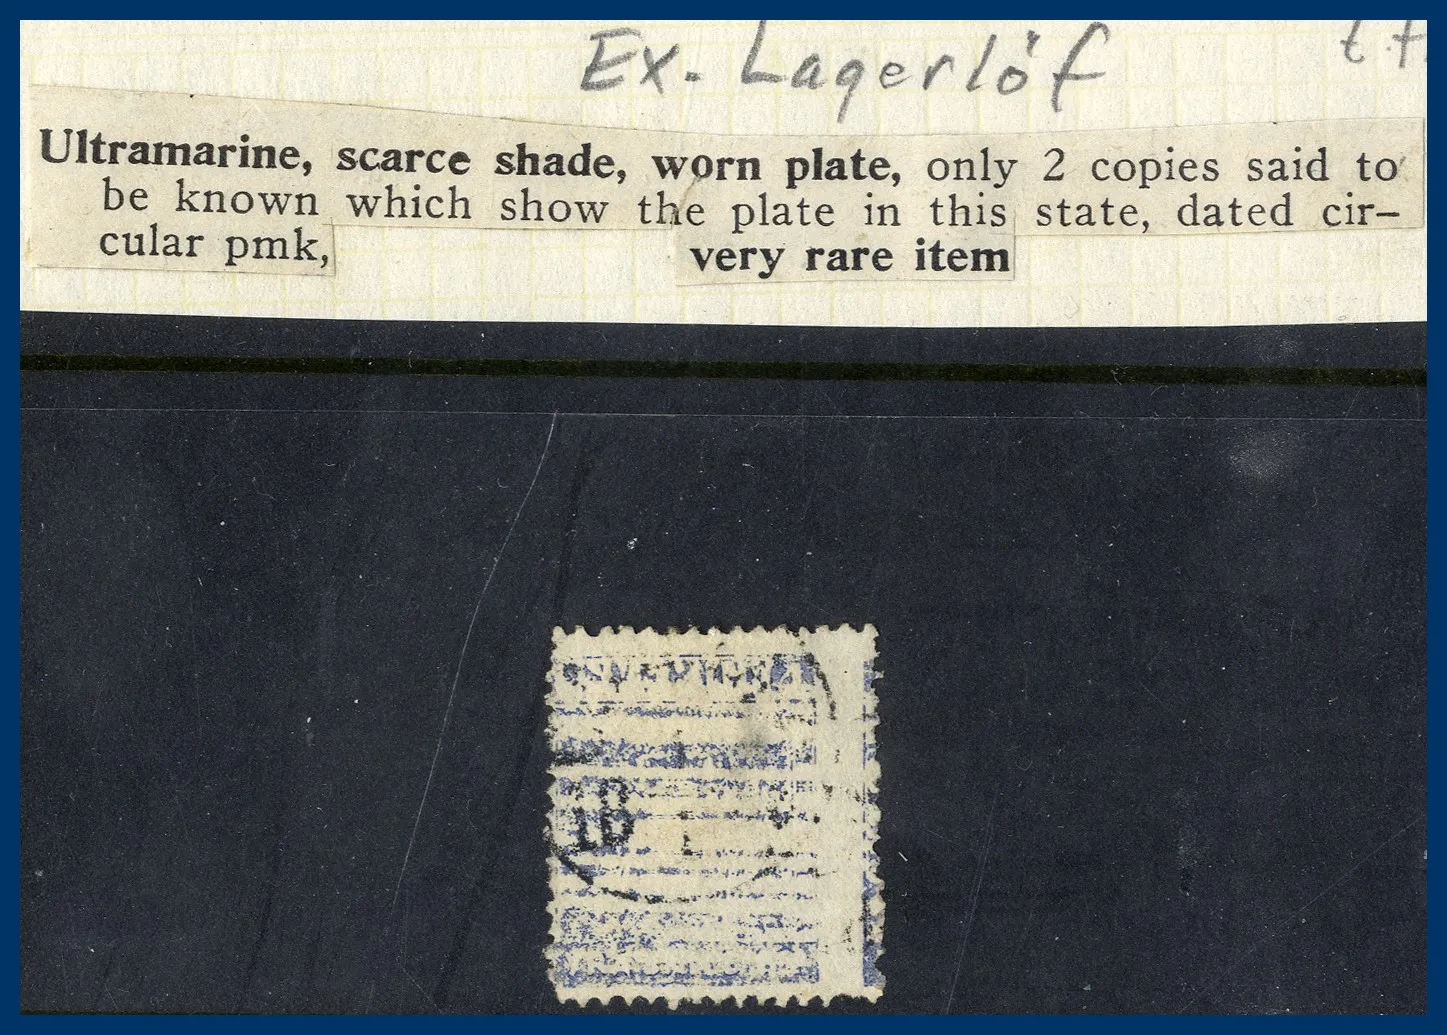 Ex. Lagerlöf
Ultramarine, scarce shade, worn plate, only 2 copies said to
be known which show the plate in this state, dated cir-
cular pmk,
very rare item
10